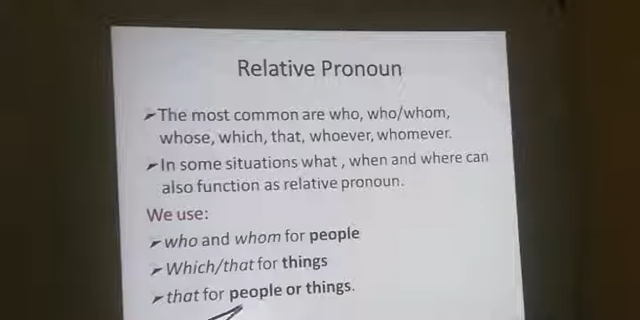 Relative Pronoun
➤The most common are who, who/whom,
whose, which, that, whoever, whomever.
➤In some situations what , when and where can
also function as relative pronoun.
We use:
➤who and whom for people
➤Which/that for things
➤that for people or things.